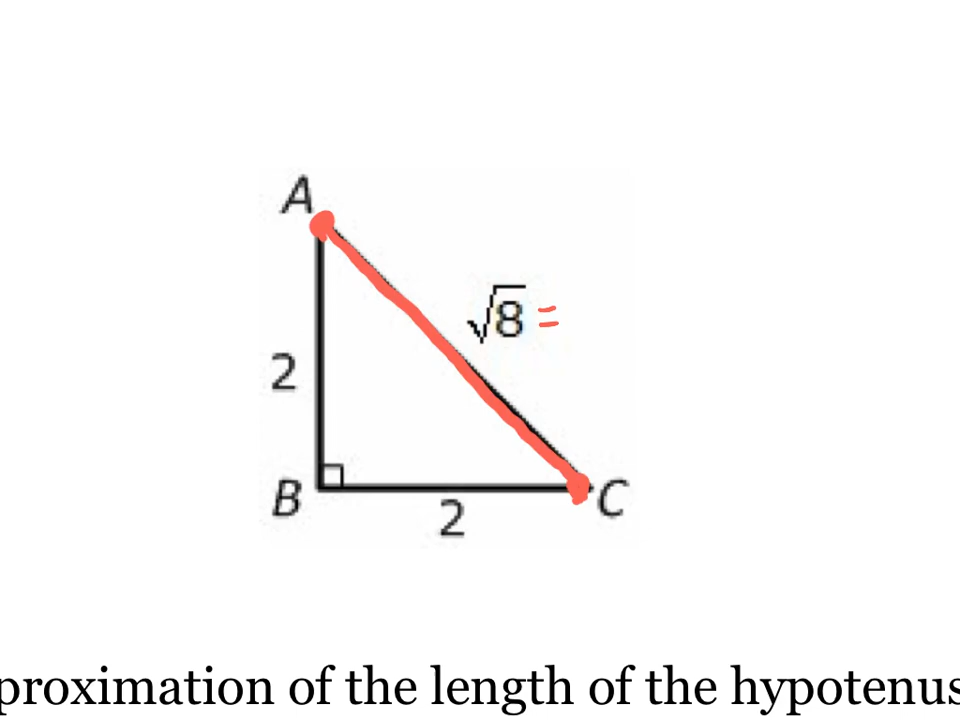 A
√8 =
2
B
2
C
proximation of the length of the hypotenus